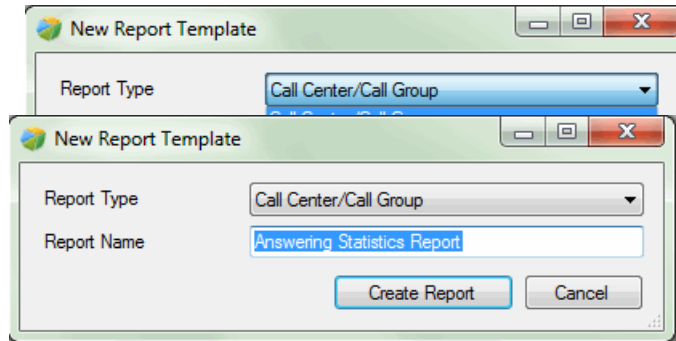 New Report Template
Report Type Call Center/Call Group
New Report Template
Report Type Call Center/Call Group
Report Name Answering Statistics Report
Create Report Cancel